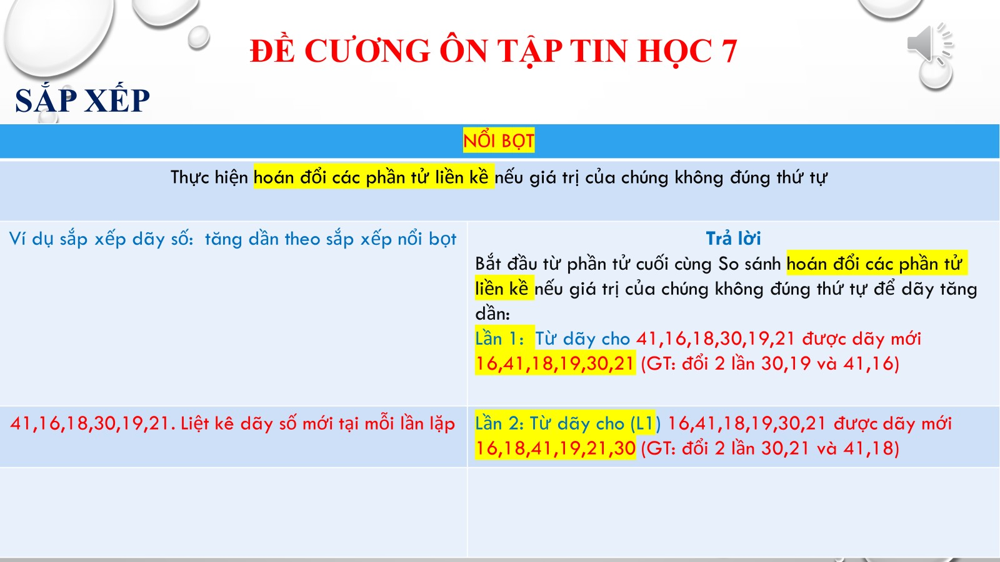 ĐỀ CƯƠNG ÔN TẬP TIN HỌC 7
SẮP XẾP
NỔI BỌT
Thực hiện hoán đổi các phần tử liền kề nếu giá trị của chúng không đúng thứ tự
Ví dụ sắp xếp dãy số: tăng dần theo sắp xếp nổi bọt
Trả lời
Bắt đầu từ phần tử cuối cùng So sánh hoán đổi các phần tử
liền kề nếu giá trị của chúng không đúng thứ tự để dãy tăng
dần:
Lần 1: Từ dãy cho 41,16,18,30,19,21 được dãy mới
16,41,18,19,30,21 (GT: đổi 2 lần 30,19 và 41,16)
41,16,18,30,19,21. Liệt kê dãy số mới tại mỗi lần lặp
Lần 2: Từ dãy cho (L1) 16,41,18,19,30,21 được dãy mới
16,18,41,19,21,30 (GT: đổi 2 lần 30,21 và 41,18)